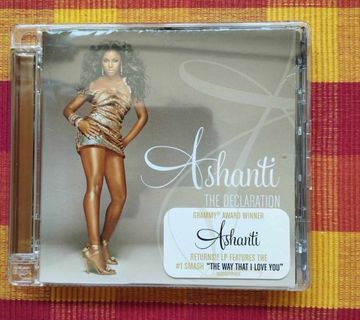 Ashanti
THE DECLARATION
GRAMMY® AWARD WINNER
Ashanti
RETURNS!! LP FEATURES THE
#1 SMASH "THE WAY THAT I LOVE YOU"